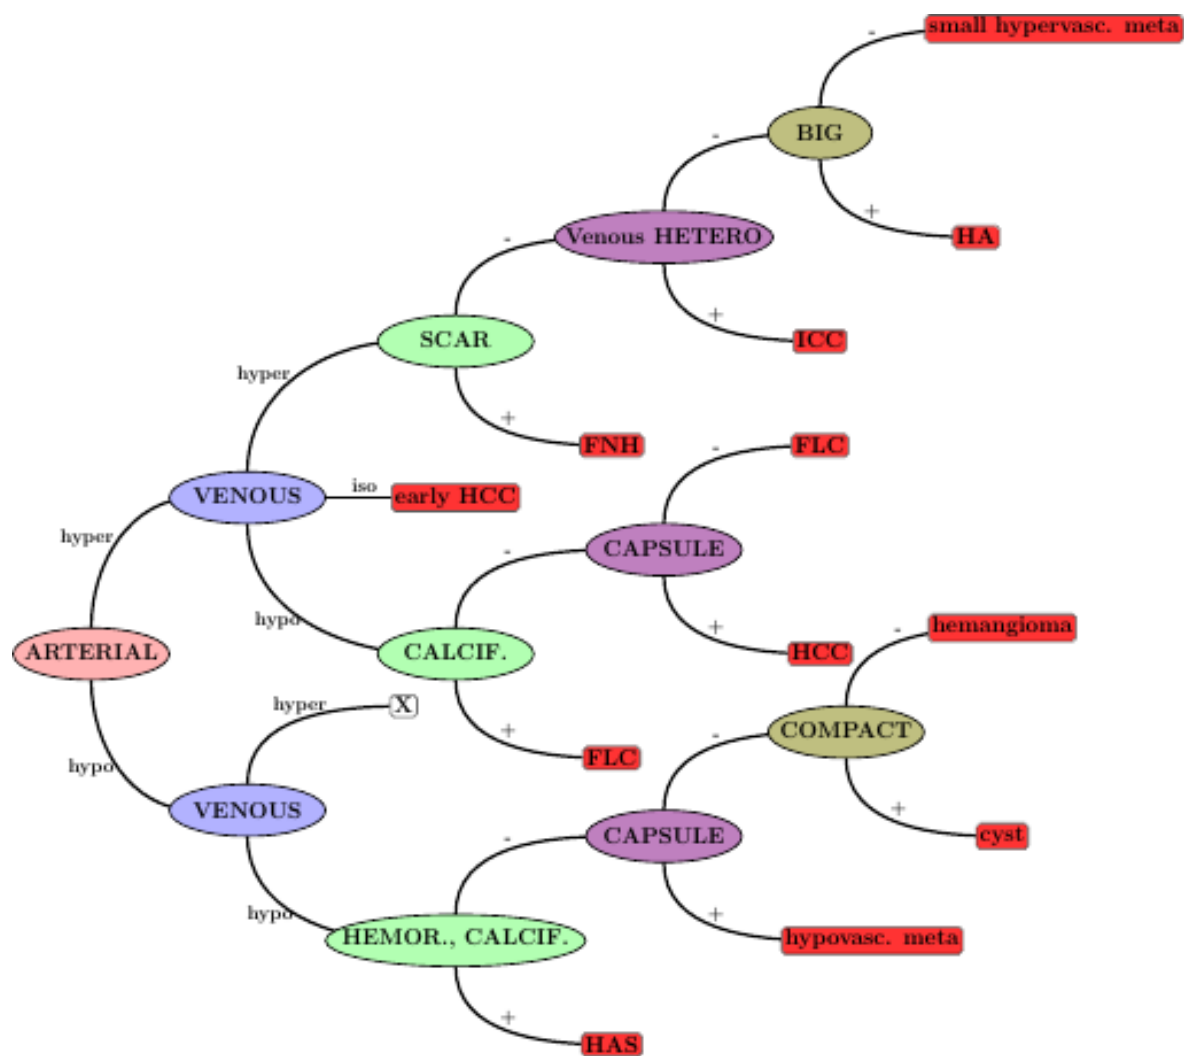 small hypervasc. meta
-
BIG
-
+
HA
Venous HETERO
-
+
ICC
SCAR
hyper
+
FNH
-
FLC
VENOUS
iso
early HCC
hyper
-
CAPSULE
hypo
+
HCC
-
hemangioma
ARTERIAL
CALCIF.
hyper
X
+
FLC
-
COMPACT
hypo
VENOUS
-
CAPSULE
+
cyst
hypo
+
hypovasc. meta
HEMOR., CALCIF.
+
HAS